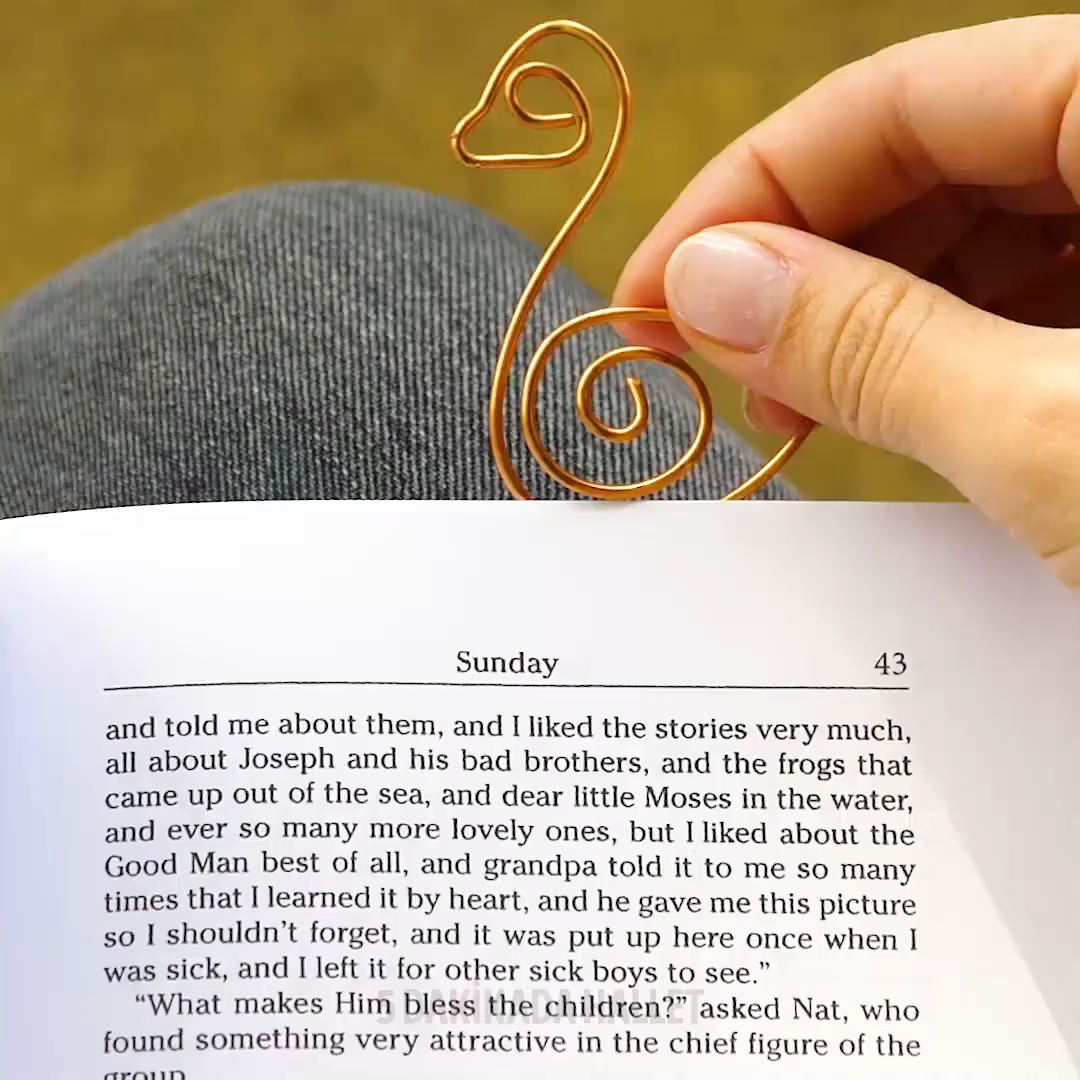 Sunday 43
and told me about them, and I liked the stories very much,
all about Joseph and his bad brothers, and the frogs that
came up out of the sea, and dear little Moses in the water,
and ever so many more lovely ones, but I liked about the
Good Man best of all, and grandpa told it to me so many
times that I learned it by heart, and he gave me this picture
so I shouldn’t forget, and it was put up here once when I
was sick, and I left it for other sick boys to see.”
“What makes Him bless the children?” asked Nat, who
5 DAKİKADA HALLET
found something very attractive in the chief figure of the
group.